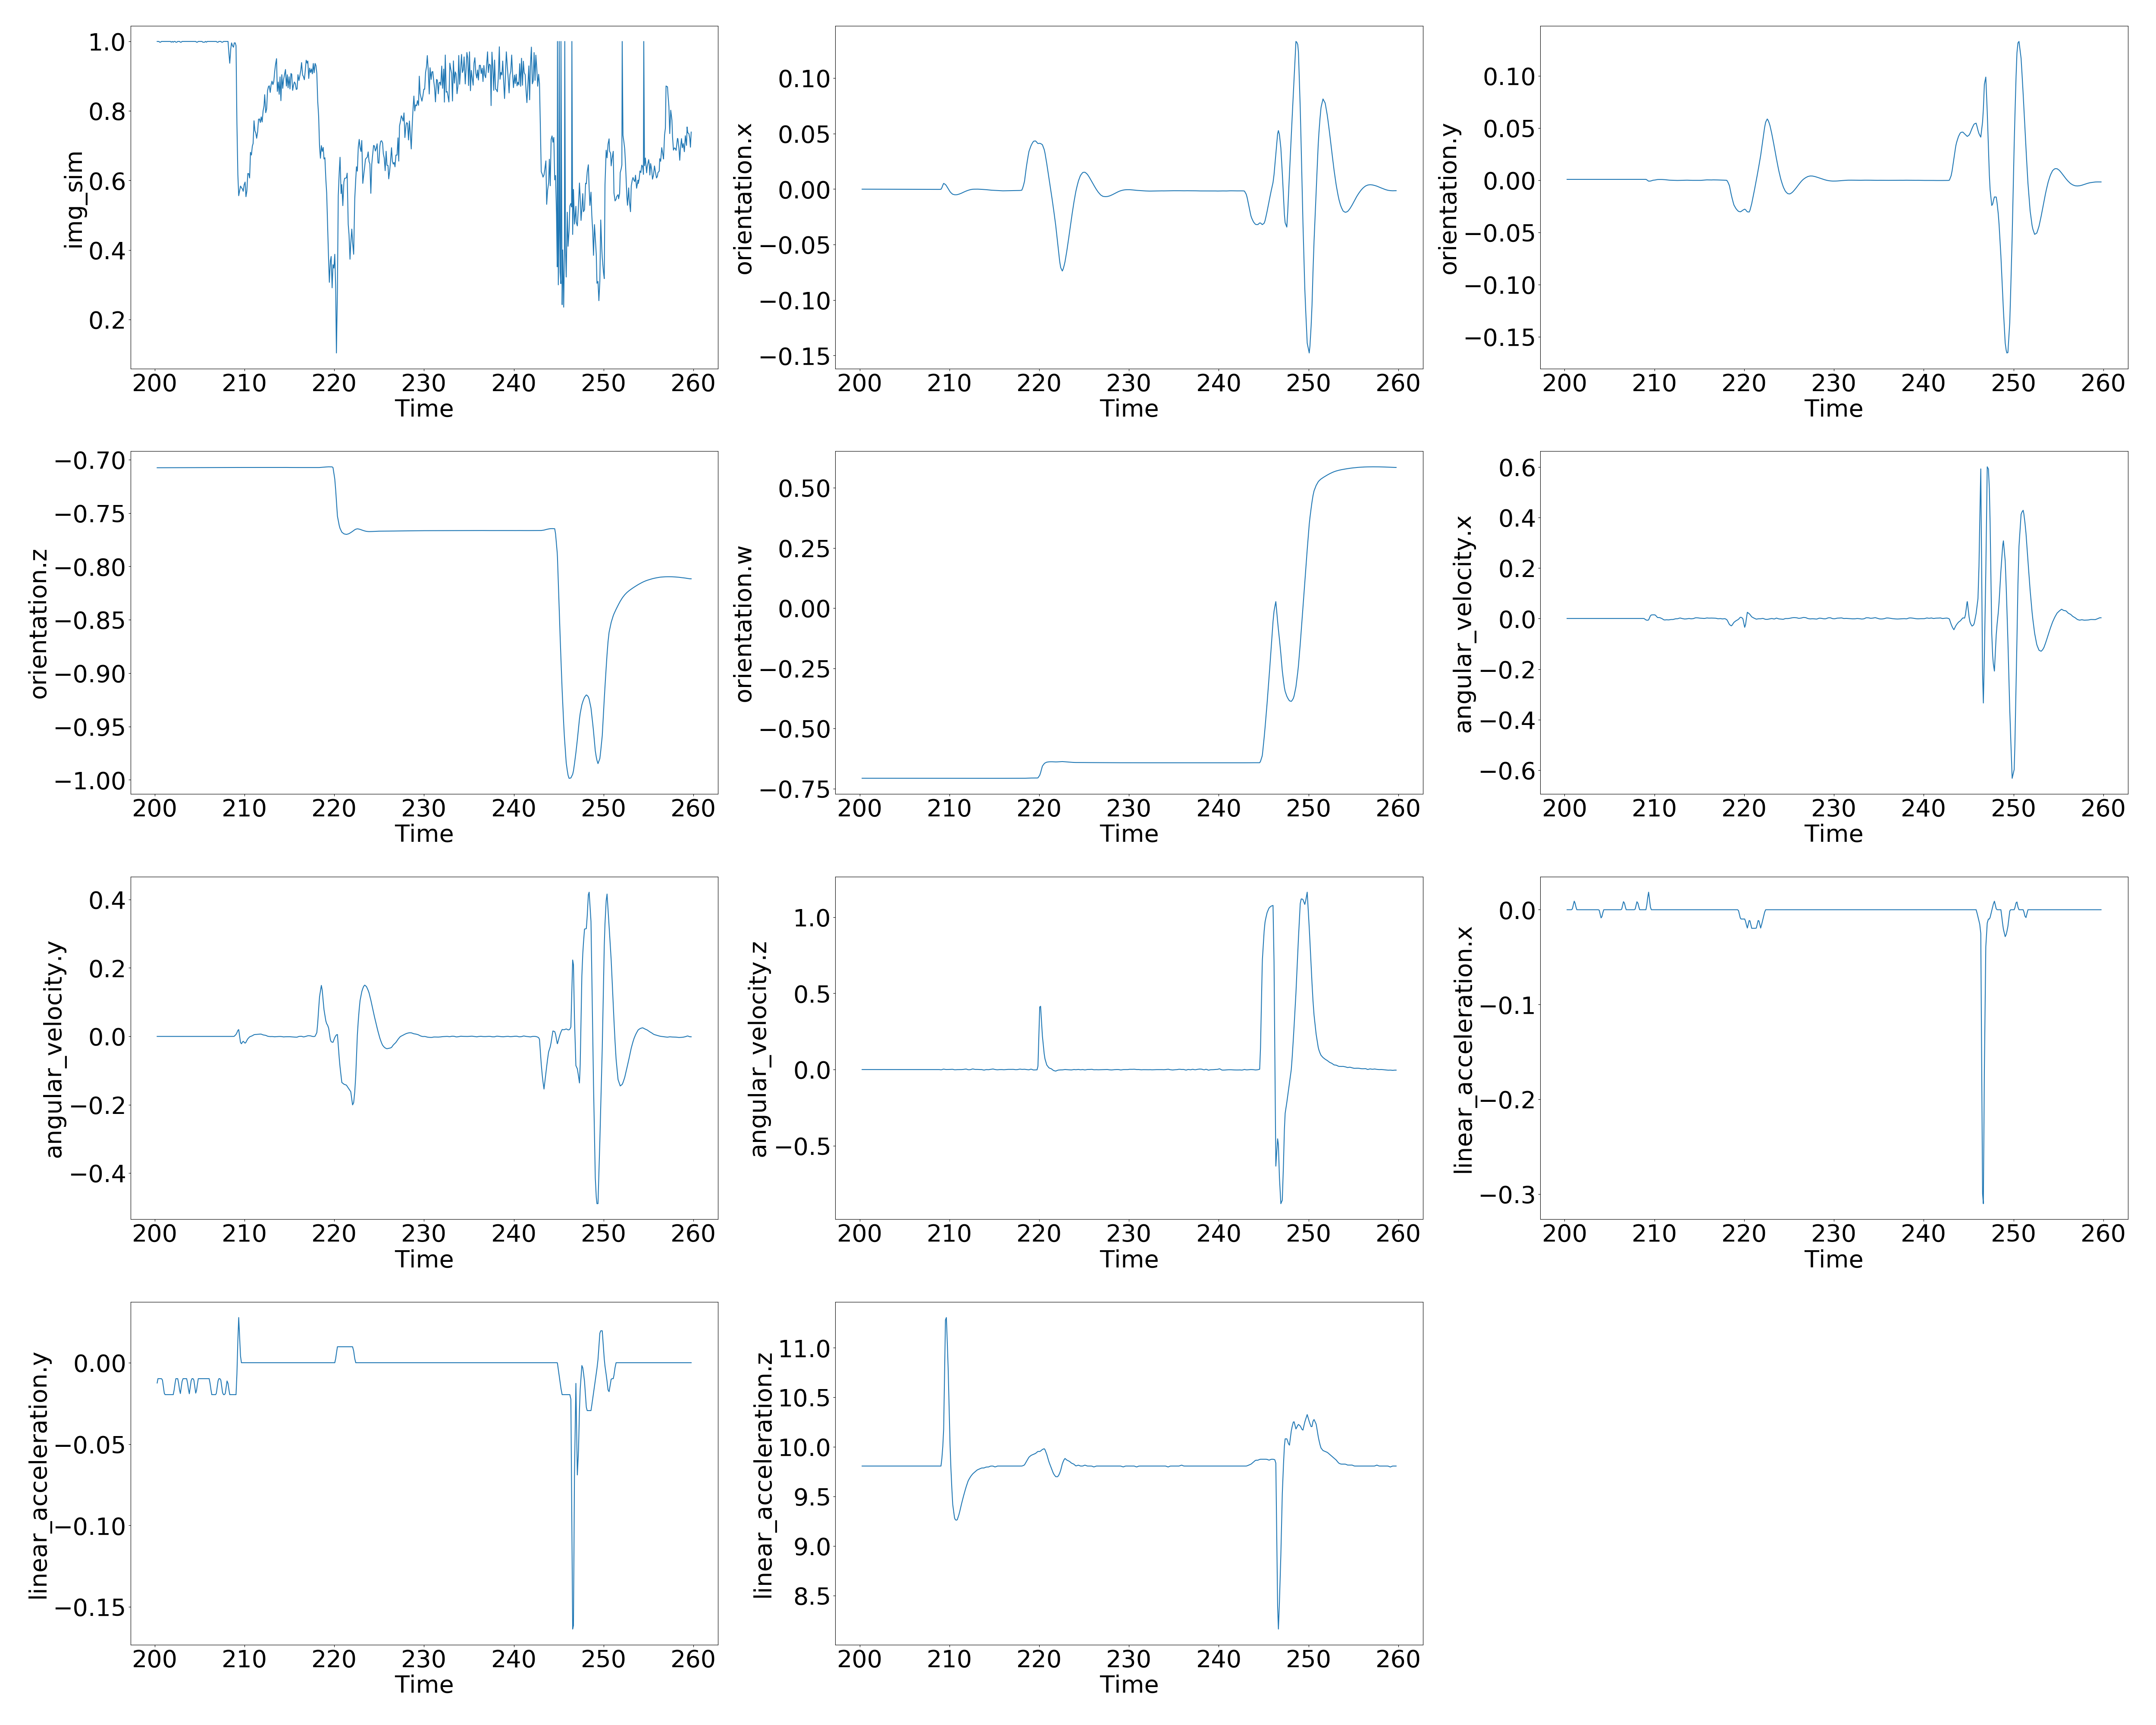 img_sim
1.0
0.8
0.6
0.4
0.2
200 210 220 230 240 250 260
Time
orientation.x
0.10
0.05
0.00
−0.05
−0.10
−0.15
200 210 220 230 240 250 260
Time
orientation.y
0.10
0.05
0.00
−0.05
−0.10
−0.15
200 210 220 230 240 250 260
Time
orientation.z
−0.70
−0.75
−0.80
−0.85
−0.90
−0.95
−1.00
200 210 220 230 240 250 260
Time
orientation.w
0.50
0.25
0.00
−0.25
−0.50
−0.75
200 210 220 230 240 250 260
Time
angular_velocity.x
0.6
0.4
0.2
0.0
−0.2
−0.4
−0.6
200 210 220 230 240 250 260
Time
angular_velocity.y
0.4
0.2
0.0
−0.2
−0.4
200 210 220 230 240 250 260
Time
angular_velocity.z
1.0
0.5
0.0
−0.5
200 210 220 230 240 250 260
Time
linear_acceleration.x
0.0
−0.1
−0.2
−0.3
200 210 220 230 240 250 260
Time
linear_acceleration.y
0.00
−0.05
−0.10
−0.15
200 210 220 230 240 250 260
Time
linear_acceleration.z
11.0
10.5
10.0
9.5
9.0
8.5
200 210 220 230 240 250 260
Time